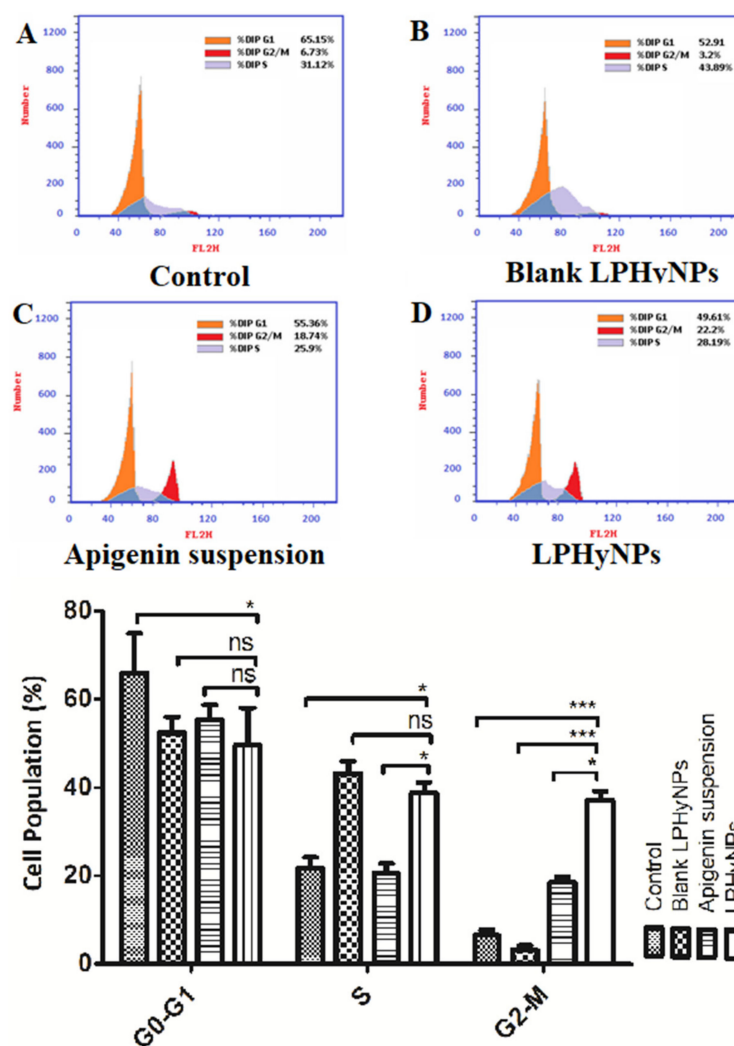 A
1200
800
600
400
200
0
Number
%DIP G1 65.15%
%DIP G2/M 6.73%
%DIP S 31.12%
0 40 80 120 160 200
FL2H
Control
B
1200
800
600
400
200
0
Number
%DIP G1 52.91
%DIP G2/M 3.2%
%DIP S 43.89%
0 40 80 120 160 200
FL2H
Blank LPHyNPs
C
1200
800
600
400
200
0
Number
%DIP G1 55.36%
%DIP G2/M 18.74%
%DIP S 25.9%
0 40 80 120 160 200
FL2H
Apigenin suspension
D
1200
800
600
400
200
0
Number
%DIP G1 49.61%
%DIP G2/M 22.2%
%DIP S 28.19%
0 40 80 120 160 200
FL2H
LPHyNPs
Cell Population (%)
80
60
40
20
0
*
ns
ns
*
ns
*
***
***
*
G0-G1
S
G2-M
Control
Blank LPHyNPs
Apigenin suspension
LPHyNPs